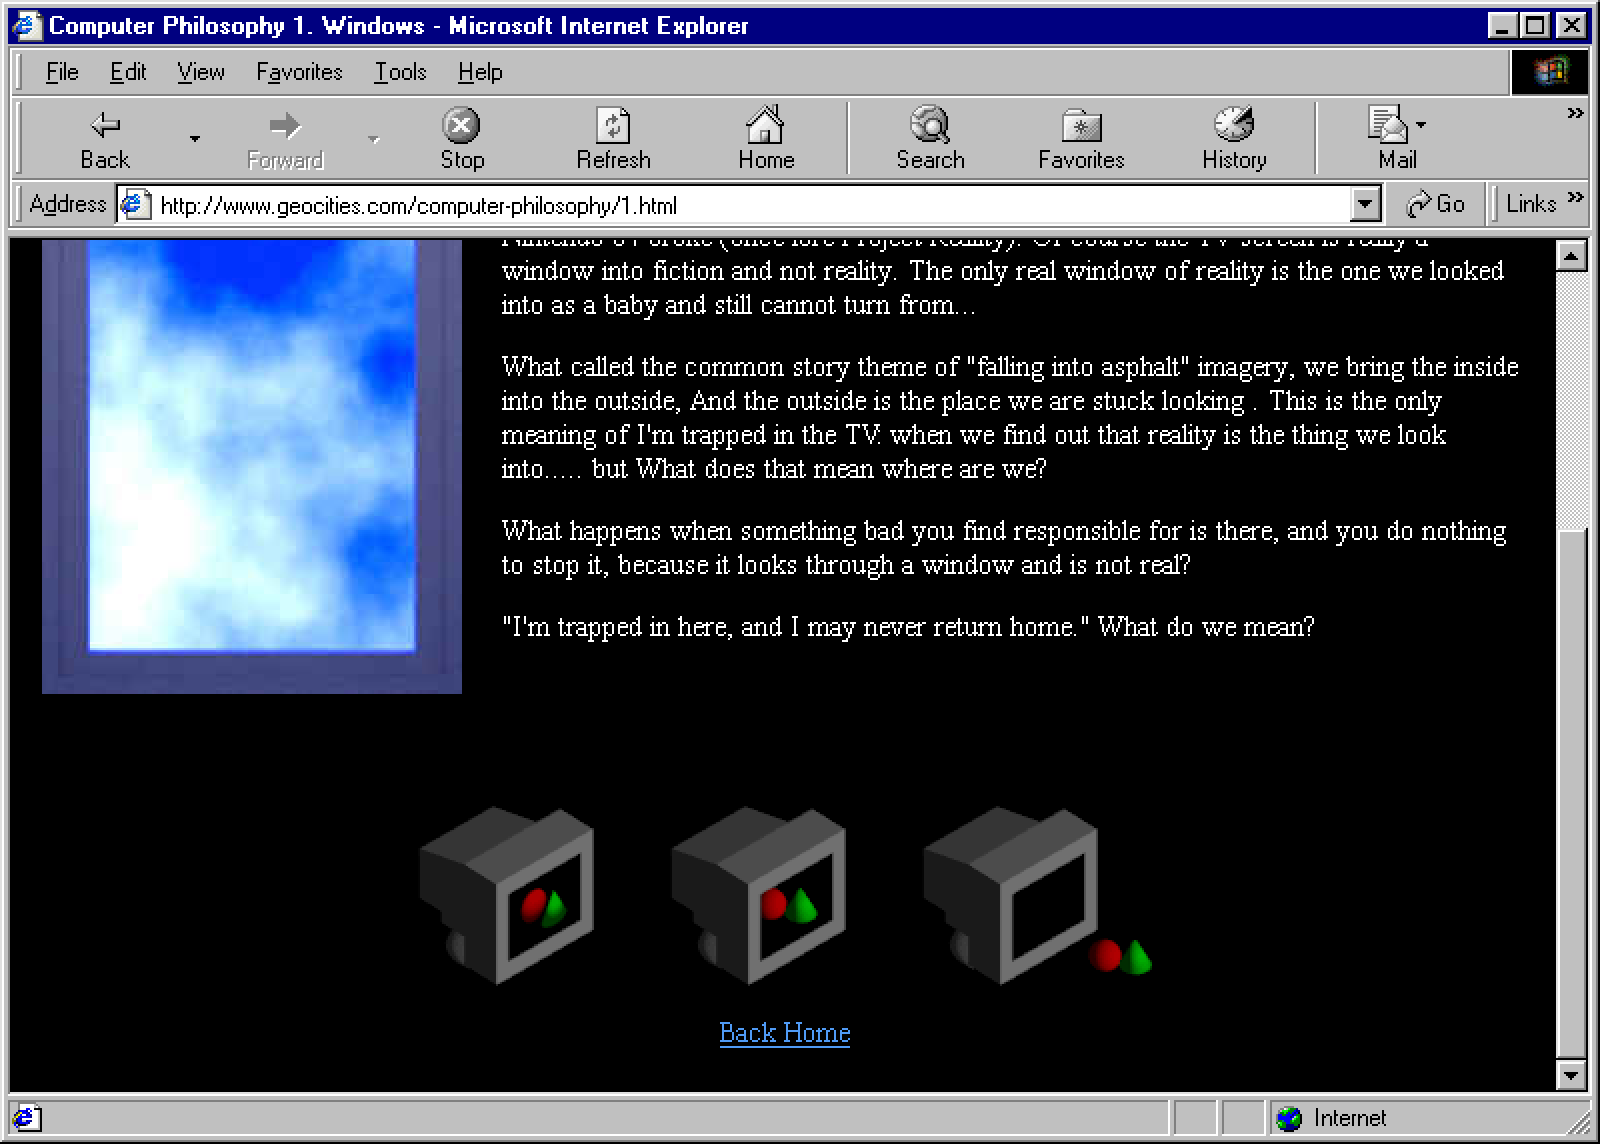 Computer Philosophy 1. Windows - Microsoft Internet Explorer
File Edit View Favorites Tools Help
Back Forward Stop Refresh Home Search Favorites History Mail
Address http://www.geocities.com/computer-philosophy/1.html Go Links
window into fiction and not reality. The only real window of reality is the one we looked
into as a baby and still cannot turn from...
What called the common story theme of "falling into asphalt" imagery, we bring the inside
into the outside, And the outside is the place we are stuck looking . This is the only
meaning of I'm trapped in the TV. when we find out that reality is the thing we look
into..... but What does that mean where are we?
What happens when something bad you find responsible for is there, and you do nothing
to stop it, because it looks through a window and is not real?
"I'm trapped in here, and I may never return home." What do we mean?
Back Home
Internet